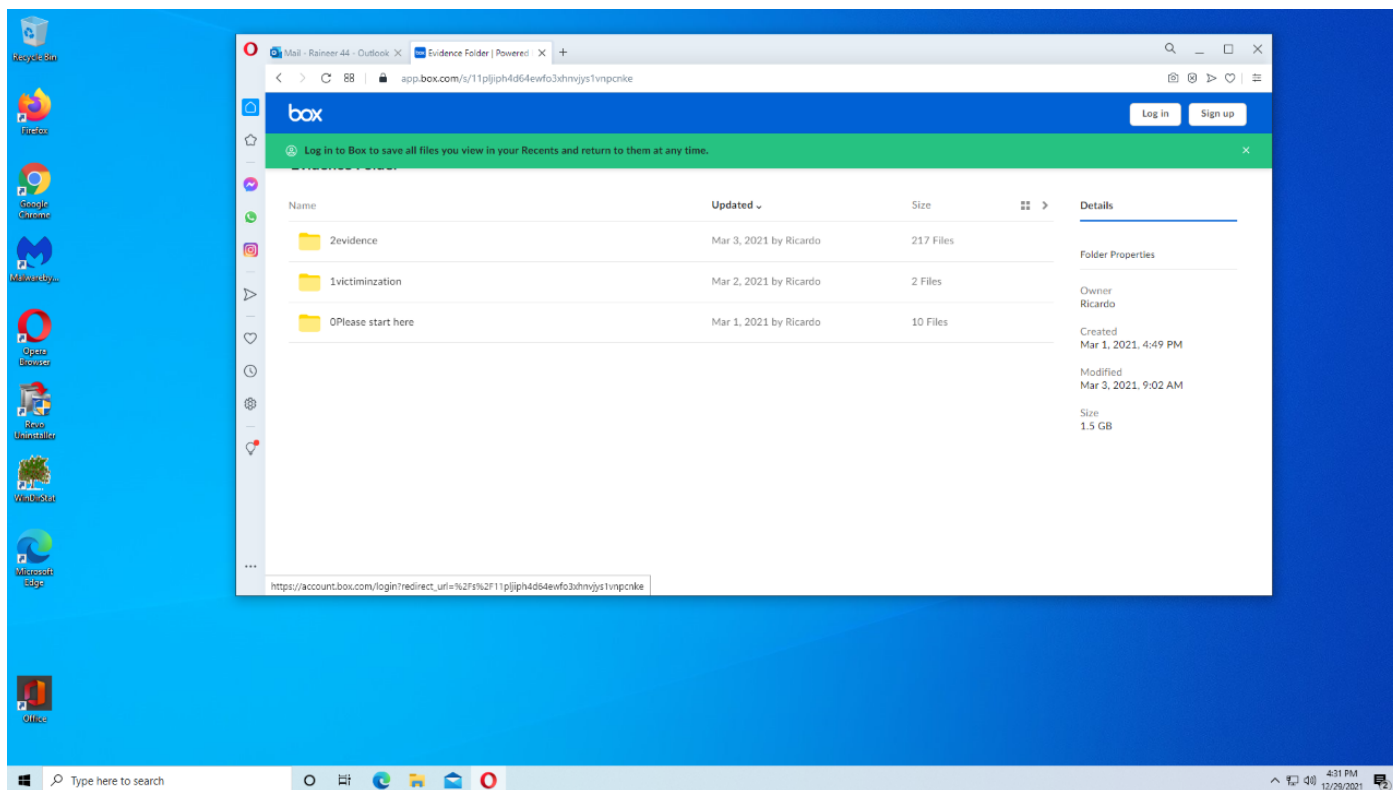 Recycle Bin
Firefox
Google
Chrome
Malwareby...
Opera
Browser
Revo
Uninstaller
WinDirStat
Microsoft
Edge
Office
Mail - Raineer 44 - Outlook
Evidence Folder | Powered
app.box.com/s/11pljiph4d64ewfo3xhnvjys1vnpcnke
box
Log in
Sign up
Log in to Box to save all files you view in your Recents and return to them at any time.
Evidence Folder
Name
Updated
Size
Details
2evidence
Mar 3, 2021 by Ricardo
217 Files
1victiminzation
Mar 2, 2021 by Ricardo
2 Files
0Please start here
Mar 1, 2021 by Ricardo
10 Files
Folder Properties
Owner
Ricardo
Created
Mar 1, 2021, 4:49 PM
Modified
Mar 3, 2021, 9:02 AM
Size
1.5 GB
https://account.box.com/login?redirect_url=%2Fs%2F11pljiph4d64ewfo3xhnvjys1vnpcnke
Type here to search
4:31 PM
12/29/2021
2